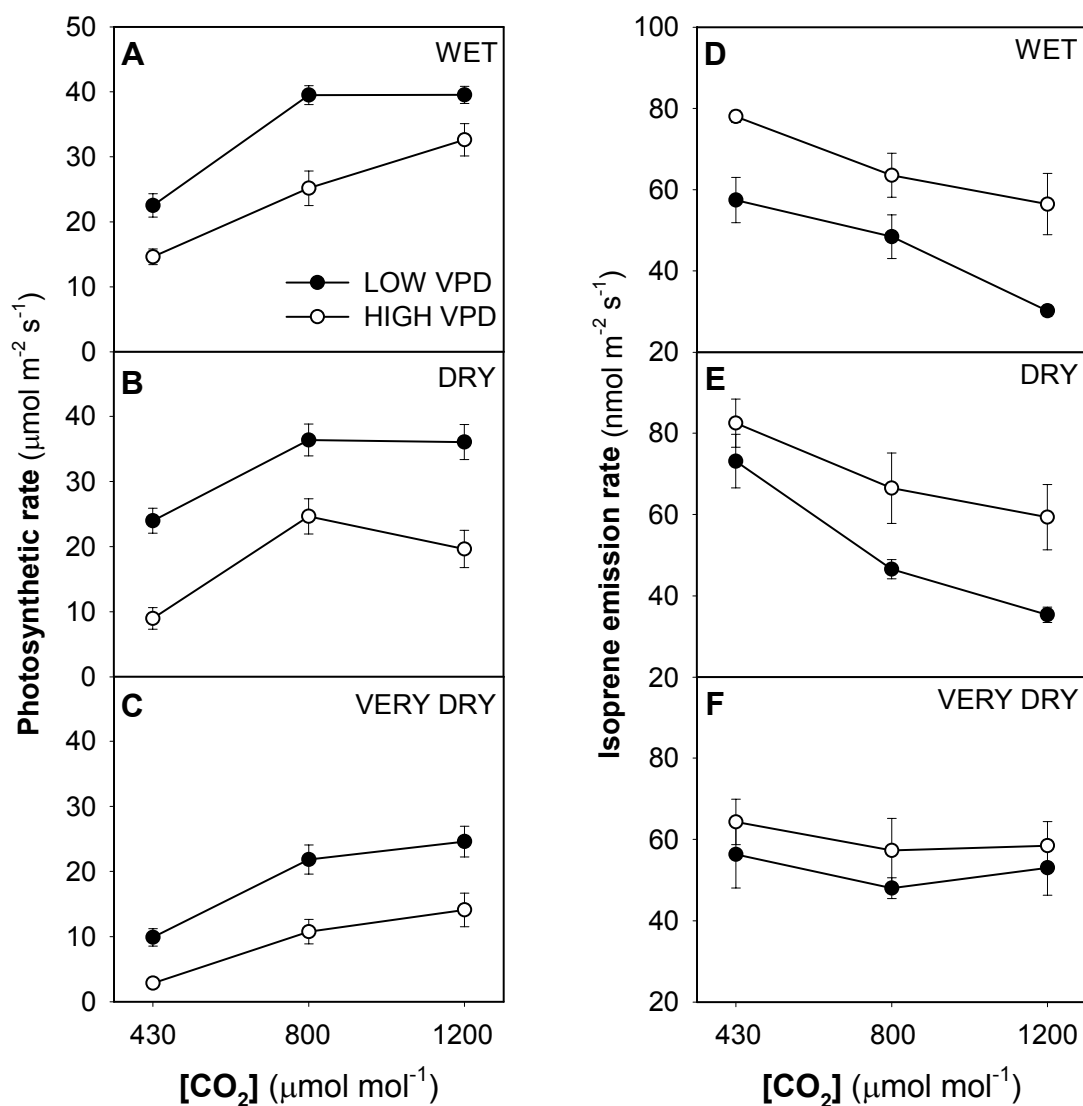 A WET
50
40
30
20
10
0
LOW VPD
HIGH VPD
B DRY
40
30
20
10
0
C VERY DRY
40
30
20
10
0
430 800 1200
[CO₂] (μmol mol⁻¹)
Photosynthetic rate (μmol m⁻² s⁻¹)
D WET
100
80
60
40
20
E DRY
80
60
40
20
F VERY DRY
80
60
40
20
430 800 1200
[CO₂] (μmol mol⁻¹)
Isoprene emission rate (nmol m⁻² s⁻¹)